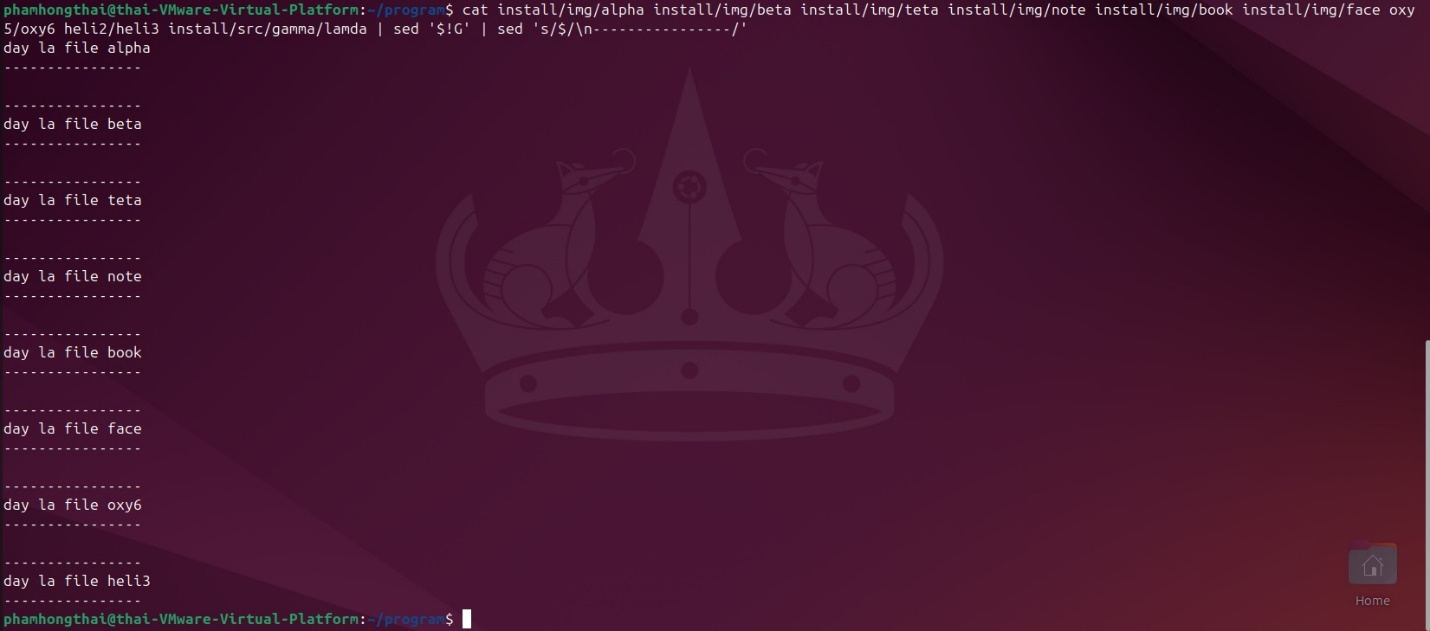 phamhongthai@thai-VMware-Virtual-Platform:~/program$ cat install/img/alpha install/img/beta install/img/teta install/img/note install/img/book install/img/face oxy
5/oxy6 heli2/heli3 install/src/gamma/lamda | sed '$!G' | sed 's/$/\n----------------/'
day la file alpha
----------------

----------------
day la file beta
----------------

----------------
day la file teta
----------------

----------------
day la file note
----------------

----------------
day la file book
----------------

----------------
day la file face
----------------

----------------
day la file oxy6
----------------

----------------
day la file heli3
----------------
phamhongthai@thai-VMware-Virtual-Platform:~/program$
Home